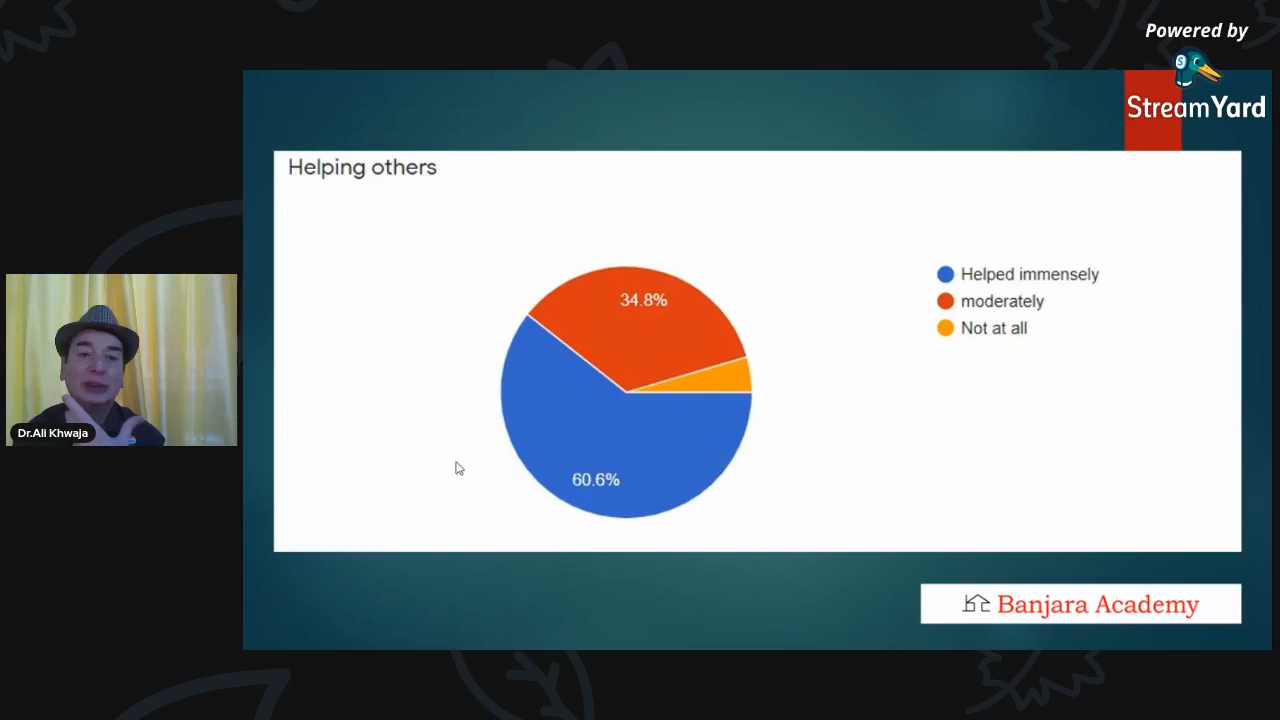 Powered by
StreamYard
Helping others
34.8%
60.6%
Helped immensely
moderately
Not at all
Dr.Ali Khwaja
Banjara Academy